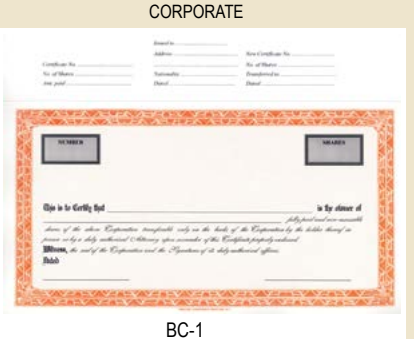 CORPORATE
Issued to
Address New Certificate No.
Certificate No. No. of Shares
No. of Shares Nationality Transferred to
Amt. paid Dated Dated
NUMBER SHARES
This is to Certify that is the owner of
fully paid and non-assessable
shares of the above Corporation transferable only on the books of the Corporation by the holder thereof in
person or by a duly authorized Attorney upon surrender of this Certificate properly endorsed.
Witness, the seal of the Corporation and the Signatures of its duly authorized officers.
Dated
BC-1